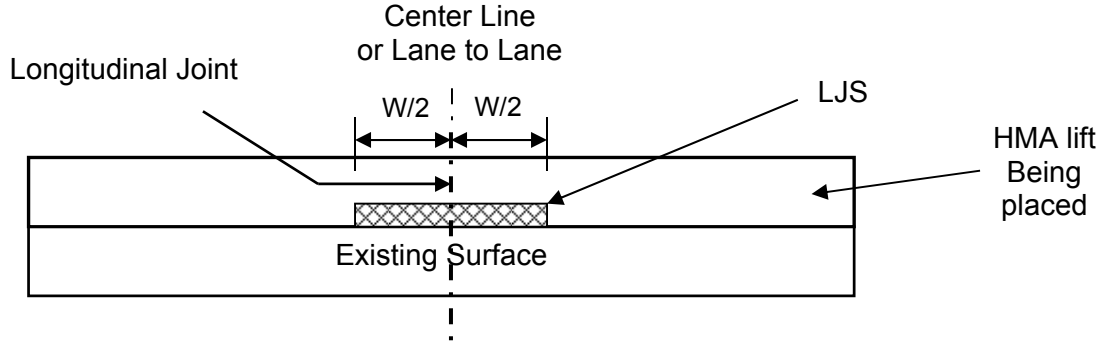 Center Line
or Lane to Lane
Longitudinal Joint
W/2
W/2
LJS
HMA lift
Being
placed
Existing Surface